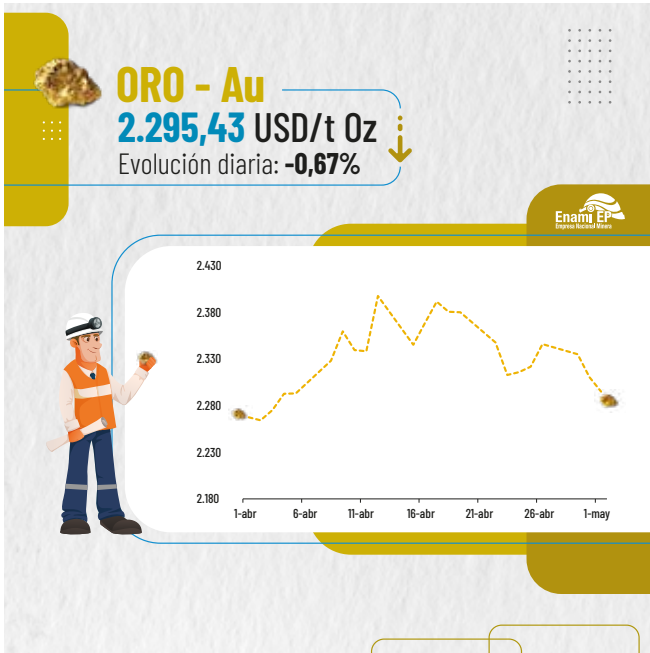 ORO - Au
2.295,43 USD/t Oz
Evolución diaria: -0,67%
Enami EP
Empresa Nacional Minera
2.430
2.380
2.330
2.280
2.230
2.180
1-abr 6-abr 11-abr 16-abr 21-abr 26-abr 1-may